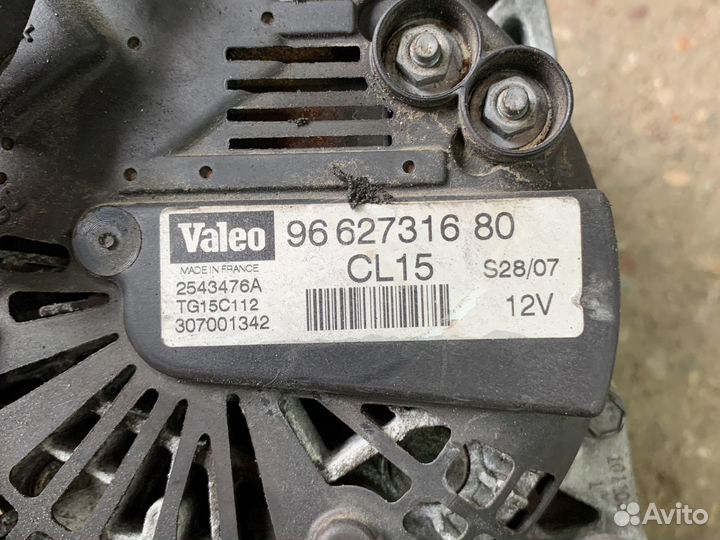 Valeo 96 627316 80
MADE IN FRANCE CL15 S28/07
2543476A
TG15C112 12V
307001342
Avito